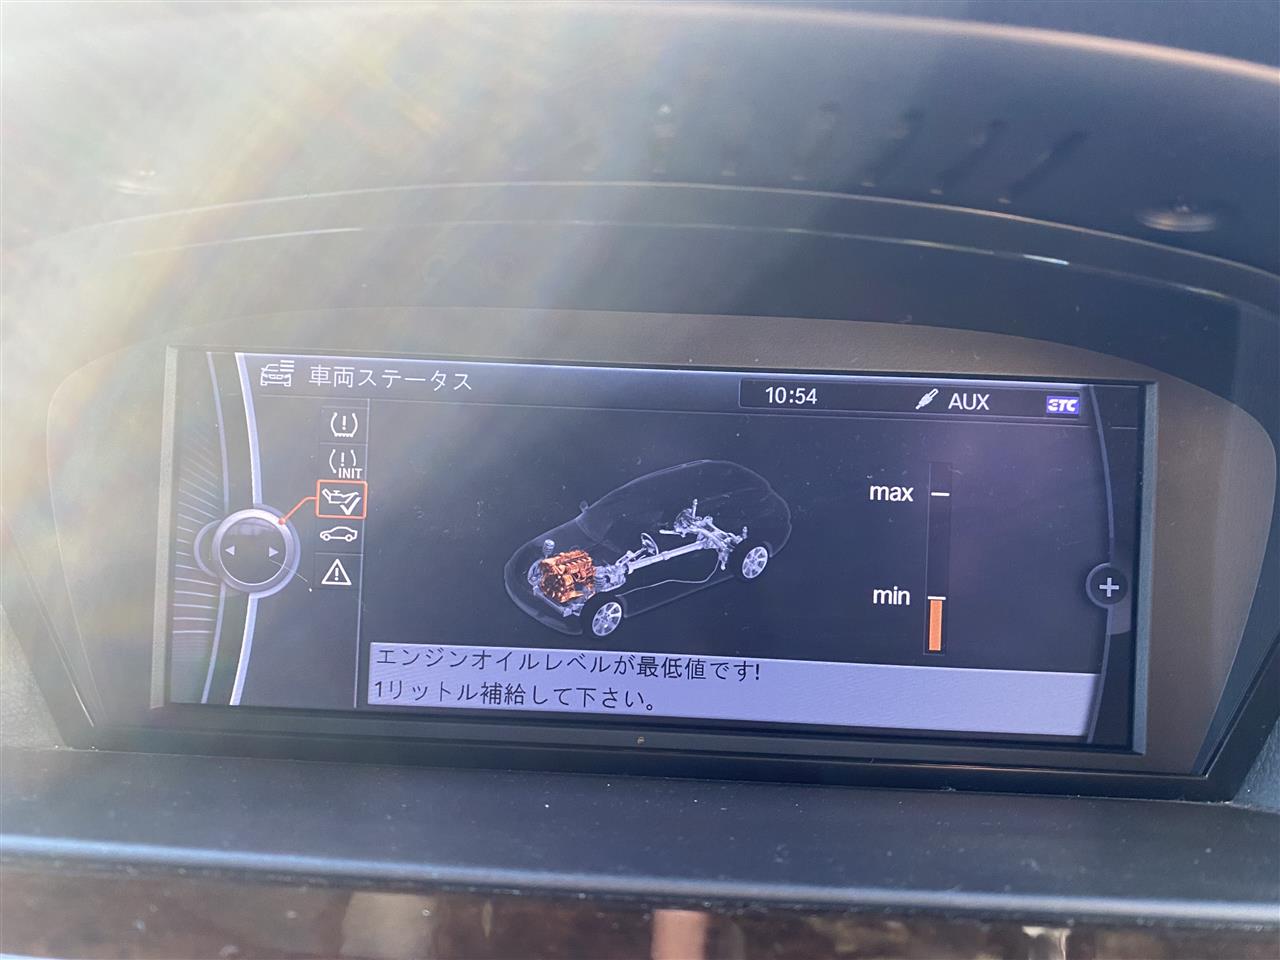 車両ステータス
10:54
AUX
ETC
INIT
max
min
エンジンオイルレベルが最低値です!
1リットル補給して下さい。